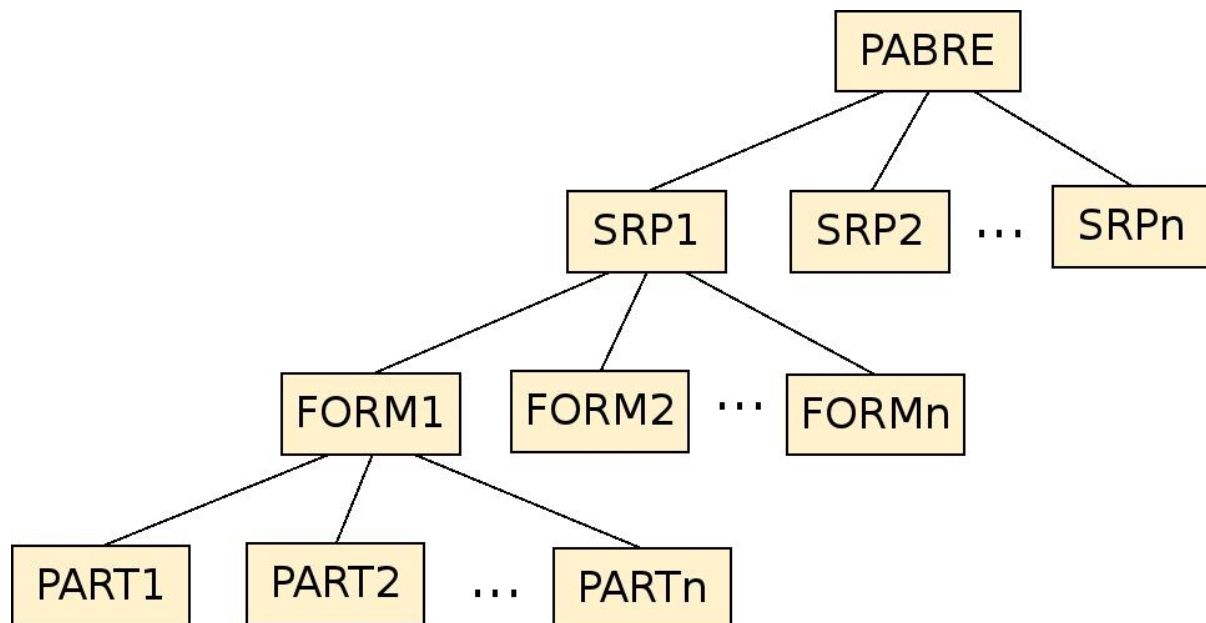 PABRE
SRP1 SRP2 ... SRPn
FORM1 FORM2 ... FORMn
PART1 PART2 ... PARTn